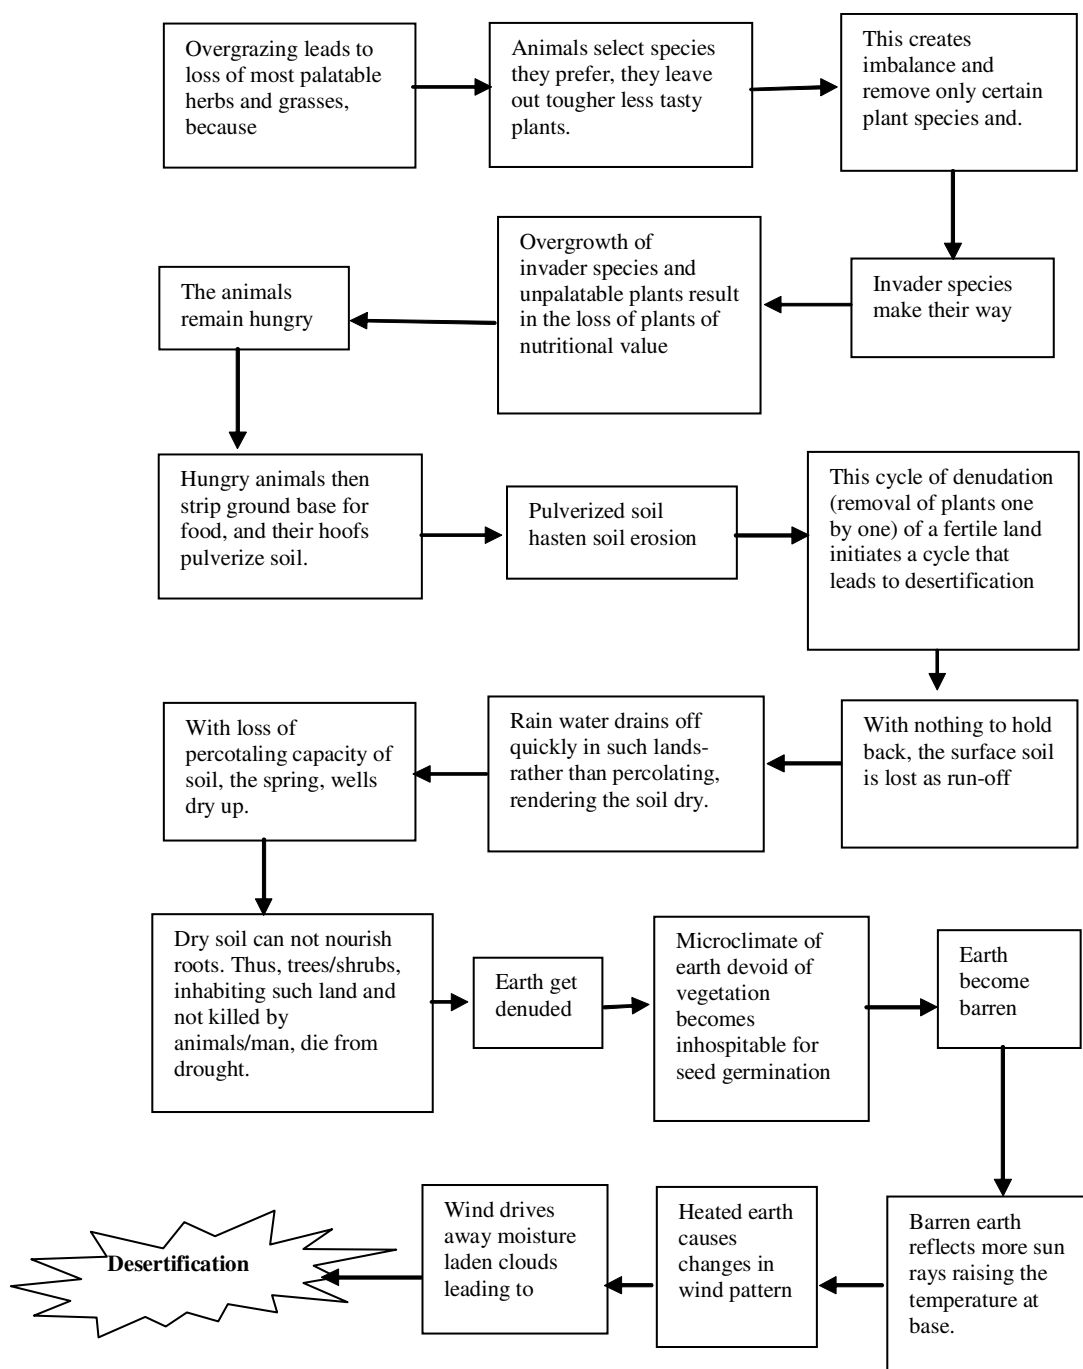 Overgrazing leads to
loss of most palatable
herbs and grasses,
because
Animals select species
they prefer, they leave
out tougher less tasty
plants.
This creates
imbalance and
remove only certain
plant species and.
Invader species
make their way
Overgrowth of
invader species and
unpalatable plants result
in the loss of plants of
nutritional value
The animals
remain hungry
Hungry animals then
strip ground base for
food, and their hoofs
pulverize soil.
Pulverized soil
hasten soil erosion
This cycle of denudation
(removal of plants one
by one) of a fertile land
initiates a cycle that
leads to desertification
With nothing to hold
back, the surface soil
is lost as run-off
Rain water drains off
quickly in such lands-
rather than percolating,
rendering the soil dry.
With loss of
percotaling capacity of
soil, the spring, wells
dry up.
Dry soil can not nourish
roots. Thus, trees/shrubs,
inhabiting such land and
not killed by
animals/man, die from
drought.
Earth get
denuded
Microclimate of
earth devoid of
vegetation
becomes
inhospitable for
seed germination
Earth
become
barren
Barren earth
reflects more sun
rays raising the
temperature at
base.
Heated earth
causes
changes in
wind pattern
Wind drives
away moisture
laden clouds
leading to
Desertification